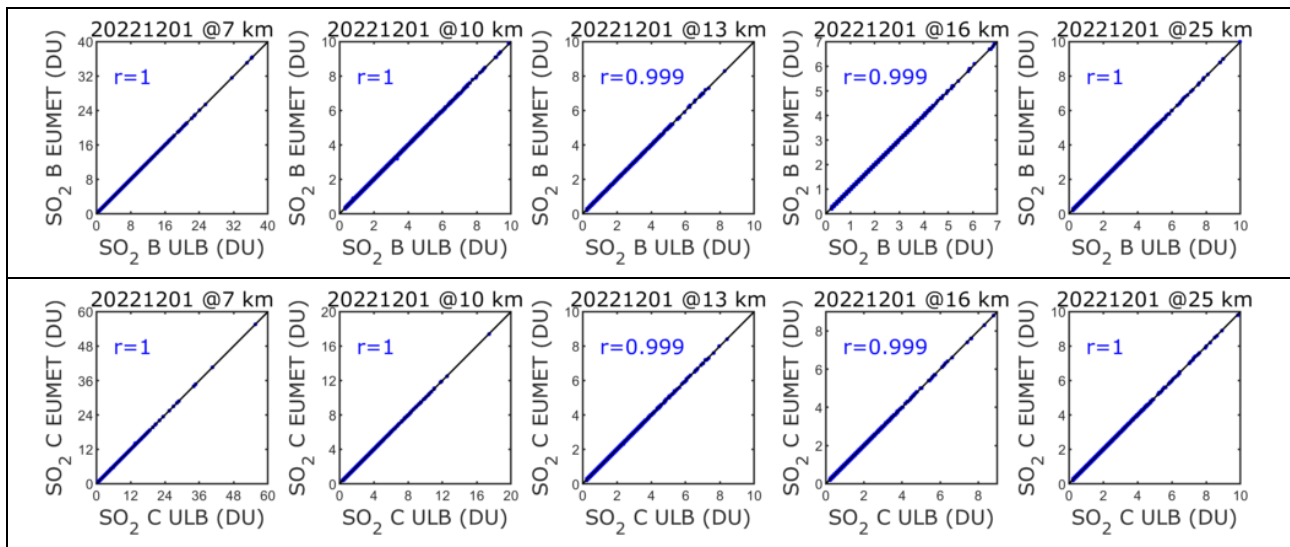 20221201 @7 km 20221201 @10 km 20221201 @13 km 20221201 @16 km 20221201 @25 km
r=1 r=1 r=0.999 r=0.999 r=1
SO2 B EUMET (DU) SO2 B EUMET (DU) SO2 B EUMET (DU) SO2 B EUMET (DU) SO2 B EUMET (DU)
40 32 24 16 8 0
10 8 6 4 2 0
10 8 6 4 2 0
7 6 5 4 3 2 1 0
10 8 6 4 2 0
0 8 16 24 32 40 0 2 4 6 8 10 0 2 4 6 8 10 0 1 2 3 4 5 6 7 0 2 4 6 8 10
SO2 B ULB (DU) SO2 B ULB (DU) SO2 B ULB (DU) SO2 B ULB (DU) SO2 B ULB (DU)
20221201 @7 km 20221201 @10 km 20221201 @13 km 20221201 @16 km 20221201 @25 km
r=1 r=1 r=0.999 r=0.999 r=1
SO2 C EUMET (DU) SO2 C EUMET (DU) SO2 C EUMET (DU) SO2 C EUMET (DU) SO2 C EUMET (DU)
60 48 36 24 12 0
20 16 12 8 4 0
10 8 6 4 2 0
8 6 4 2 0
10 8 6 4 2 0
0 12 24 36 48 60 0 4 8 12 16 20 0 2 4 6 8 10 0 2 4 6 8 0 2 4 6 8 10
SO2 C ULB (DU) SO2 C ULB (DU) SO2 C ULB (DU) SO2 C ULB (DU) SO2 C ULB (DU)